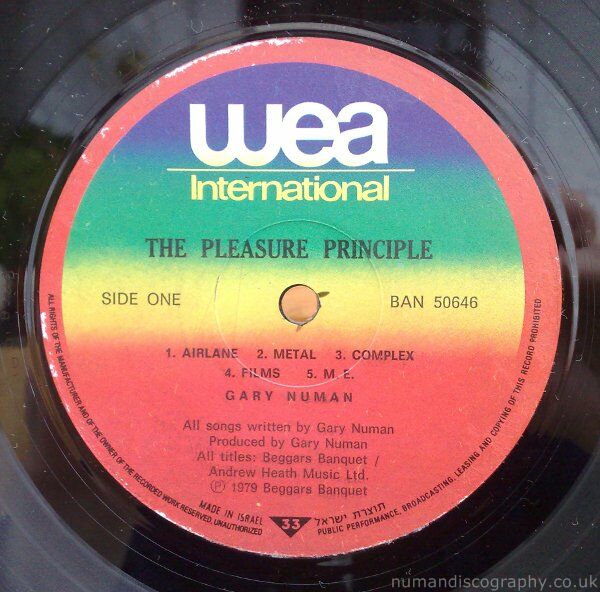 wea
International
THE PLEASURE PRINCIPLE
SIDE ONE
BAN 50646
1. AIRLANE 2. METAL 3. COMPLEX
4. FILMS 5. M. E.
GARY NUMAN
All songs written by Gary Numan
Produced by Gary Numan
All titles: Beggars Banquet /
Andrew Heath Music Ltd.
Ⓟ 1979 Beggars Banquet
ALL RIGHTS OF THE MANUFACTURER AND OF THE OWNER OF THE RECORDED WORK RESERVED. UNAUTHORIZED
PUBLIC PERFORMANCE, BROADCASTING, LEASING AND COPYING OF THIS RECORD PROHIBITED
MADE IN ISRAEL
33
תוצרת ישראל
numandiscography.co.uk